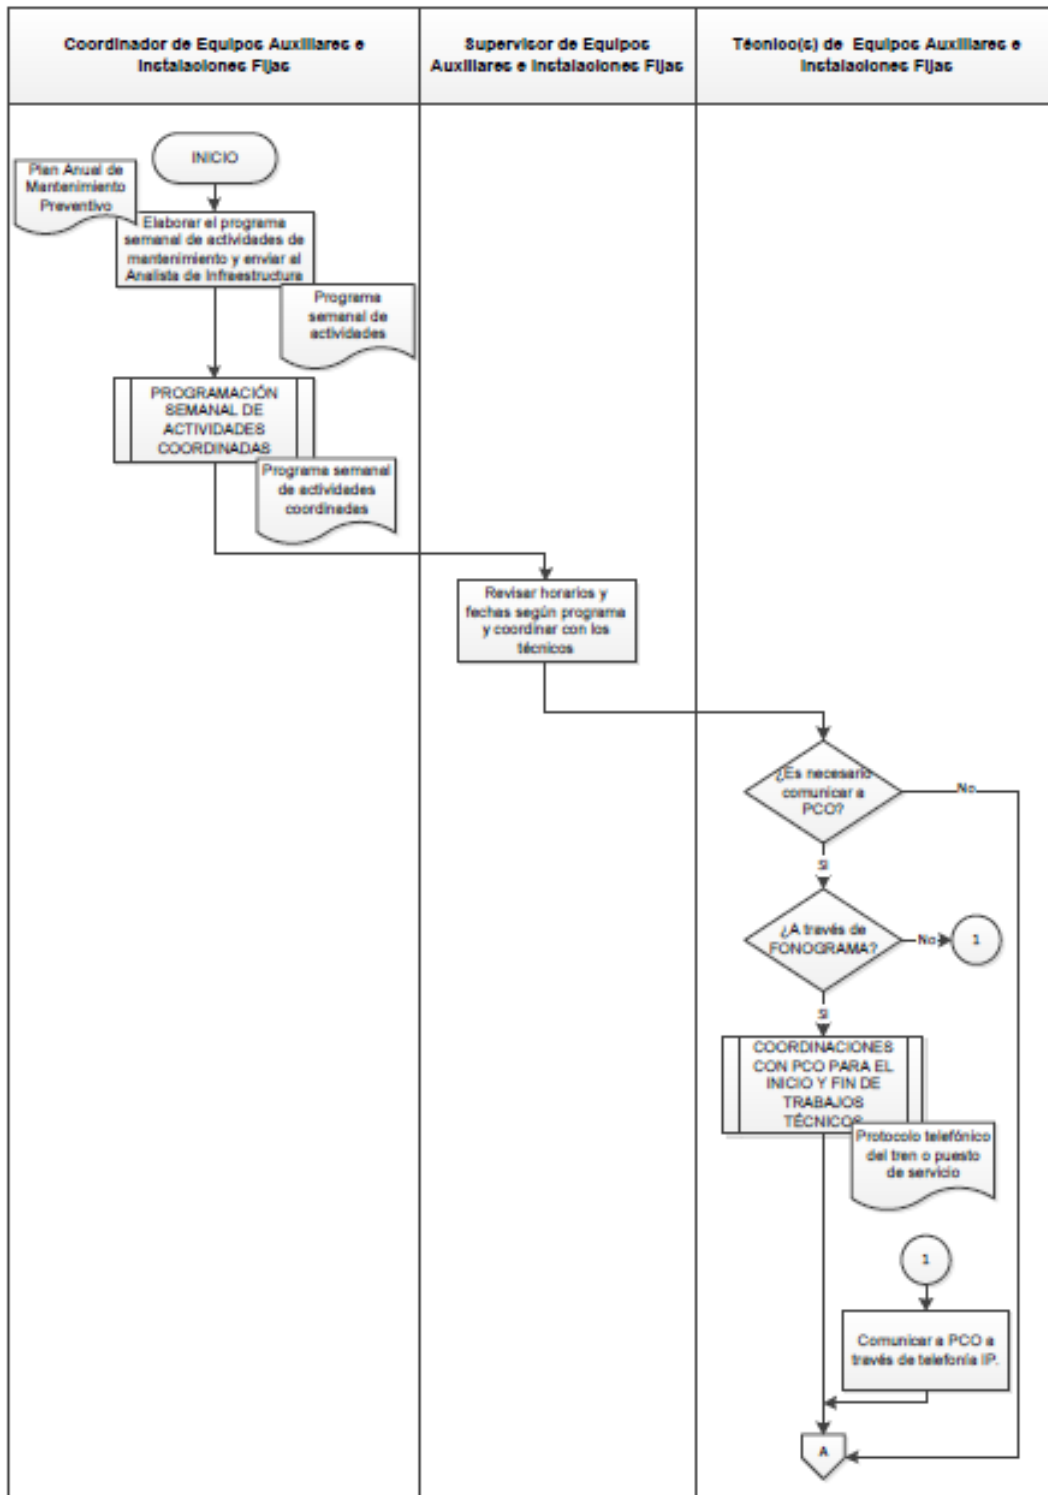 Coordinador de Equipos Auxiliares e
Instalaciones Fijas
Supervisor de Equipos
Auxiliares e Instalaciones Fijas
Técnico(s) de Equipos Auxiliares e
Instalaciones Fijas
INICIO
Plan Anual de
Mantenimiento
Preventivo
Elaborar el programa
semanal de actividades de
mantenimiento y enviar al
Analista de Infraestructura
Programa
semanal de
actividades
PROGRAMACIÓN
SEMANAL DE
ACTIVIDADES
COORDINADAS
Programa semanal
de actividades
coordinadas
Revisar horarios y
fechas según programa
y coordinar con los
técnicos
¿Es necesario
comunicar a
PCO?
No
SI
¿A través de
FONOGRAMA?
No
1
SI
COORDINACIONES
CON PCO PARA EL
INICIO Y FIN DE
TRABAJOS
TÉCNICOS
Protocolo telefónico
del tren o puesto
de servicio
1
Comunicar a PCO a
través de telefonía IP.
A